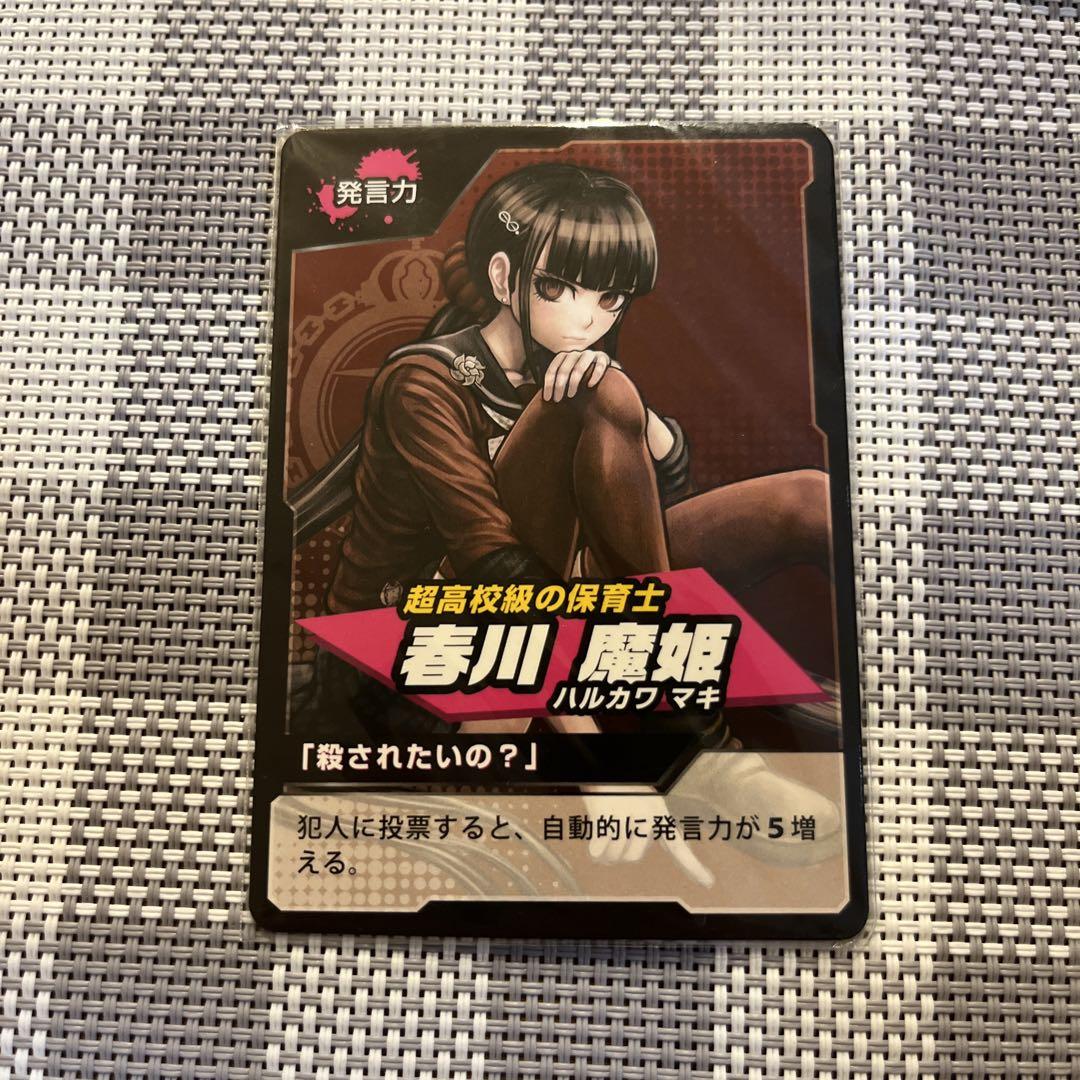 発言力
超高校級の保育士
春川 魔姫
ハルカワ マキ
「殺されたいの？」
犯人に投票すると、自動的に発言力が5増
える。